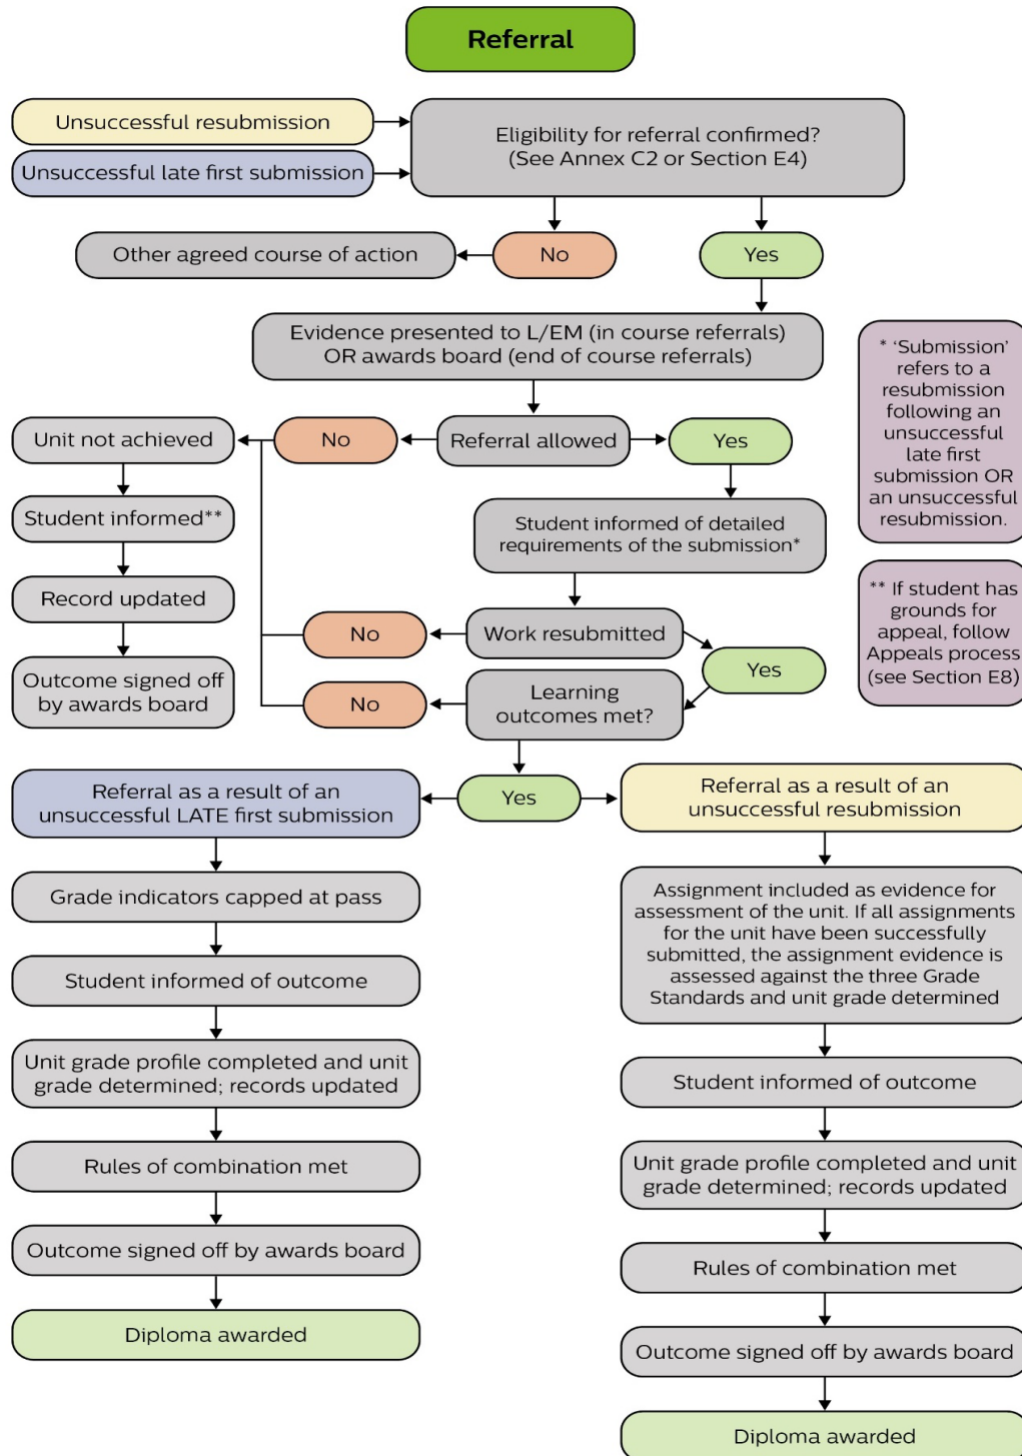 Referral
Unsuccessful resubmission
Unsuccessful late first submission
Eligibility for referral confirmed?
(See Annex C2 or Section E4)
Other agreed course of action
No
Yes
Evidence presented to L/EM (in course referrals)
OR awards board (end of course referrals)
* ‘Submission’
refers to a
resubmission
following an
unsuccessful
late first
submission OR
an unsuccessful
resubmission.
Unit not achieved
No
Referral allowed
Yes
Student informed**
Student informed of detailed
requirements of the submission*
Record updated
No
Work resubmitted
Yes
** If student has
grounds for
appeal, follow
Appeals process
(see Section E8)
Outcome signed off
by awards board
No
Learning
outcomes met?
Yes
Referral as a result of an
unsuccessful LATE first submission
Referral as a result of an
unsuccessful resubmission
Grade indicators capped at pass
Student informed of outcome
Unit grade profile completed and unit
grade determined; records updated
Rules of combination met
Outcome signed off by awards board
Diploma awarded
Assignment included as evidence for
assessment of the unit. If all assignments
for the unit have been successfully
submitted, the assignment evidence is
assessed against the three Grade
Standards and unit grade determined
Student informed of outcome
Unit grade profile completed and unit
grade determined; records updated
Rules of combination met
Outcome signed off by awards board
Diploma awarded